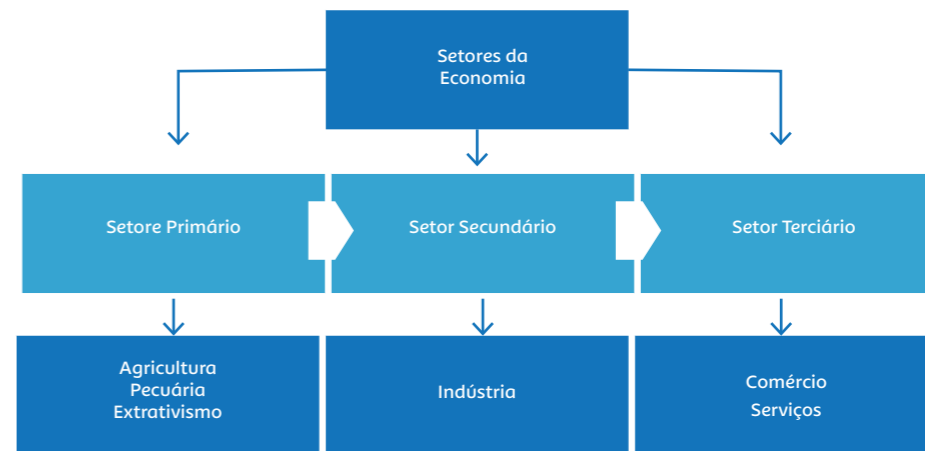 Setores da
Economia
Setore Primário
Setor Secundário
Setor Terciário
Agricultura
Pecuária
Extrativismo
Indústria
Comércio
Serviços